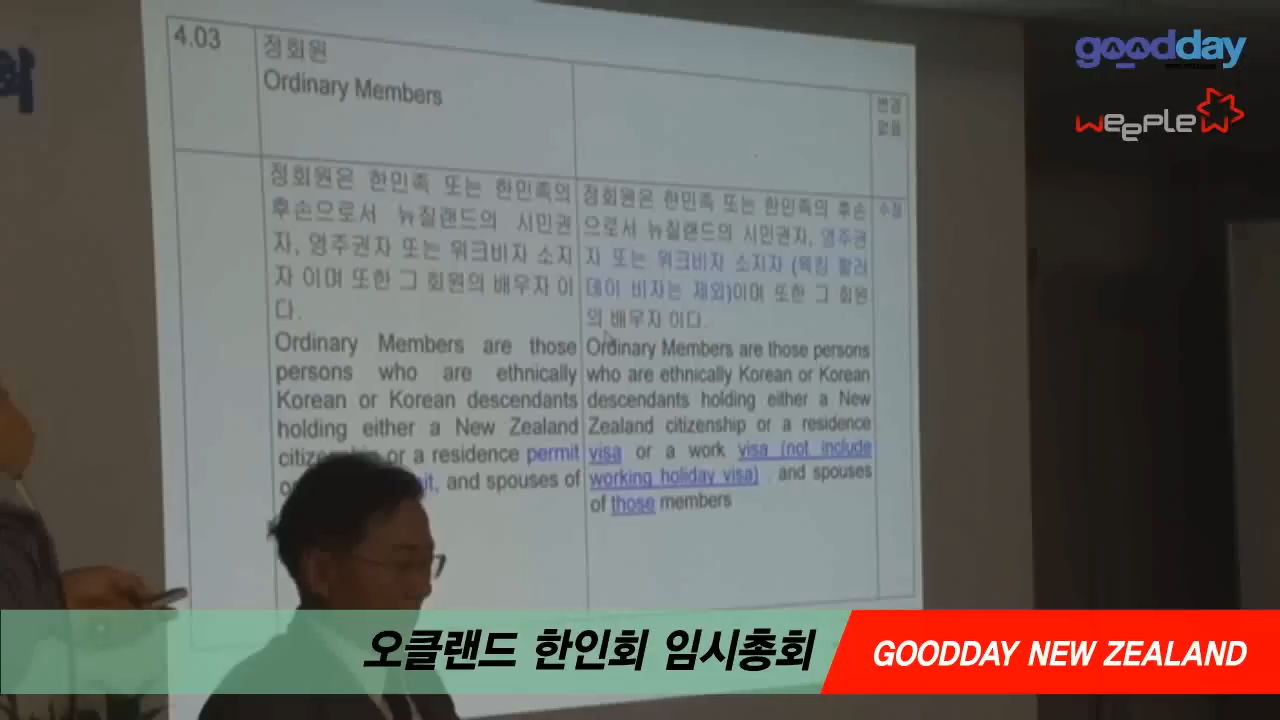 회
goodday
weeple
4.03
정회원
Ordinary Members
변경
없음
정회원은 한민족 또는 한민족의
후손으로서 뉴질랜드의 시민권
자, 영주권자 또는 워크비자 소지
자 이며 또한 그 회원의 배우자 이
다.
Ordinary Members are those
persons who are ethnically
Korean or Korean descendants
holding either a New Zealand
citizenship or a residence permit
and spouses of
정회원은 한민족 또는 한민족의 후손
으로서 뉴질랜드의 시민권자, 영주권
자 또는 워크비자 소지자 (워킹 할러
데이 비자는 제외)이며 또한 그 회원
의 배우자 이다.
Ordinary Members are those persons
who are ethnically Korean or Korean
descendants holding either a New
Zealand citizenship or a residence
visa or a work visa (not include
working holiday visa) and spouses
of those members
수정
오클랜드 한인회 임시총회
GOODDAY NEW ZEALAND